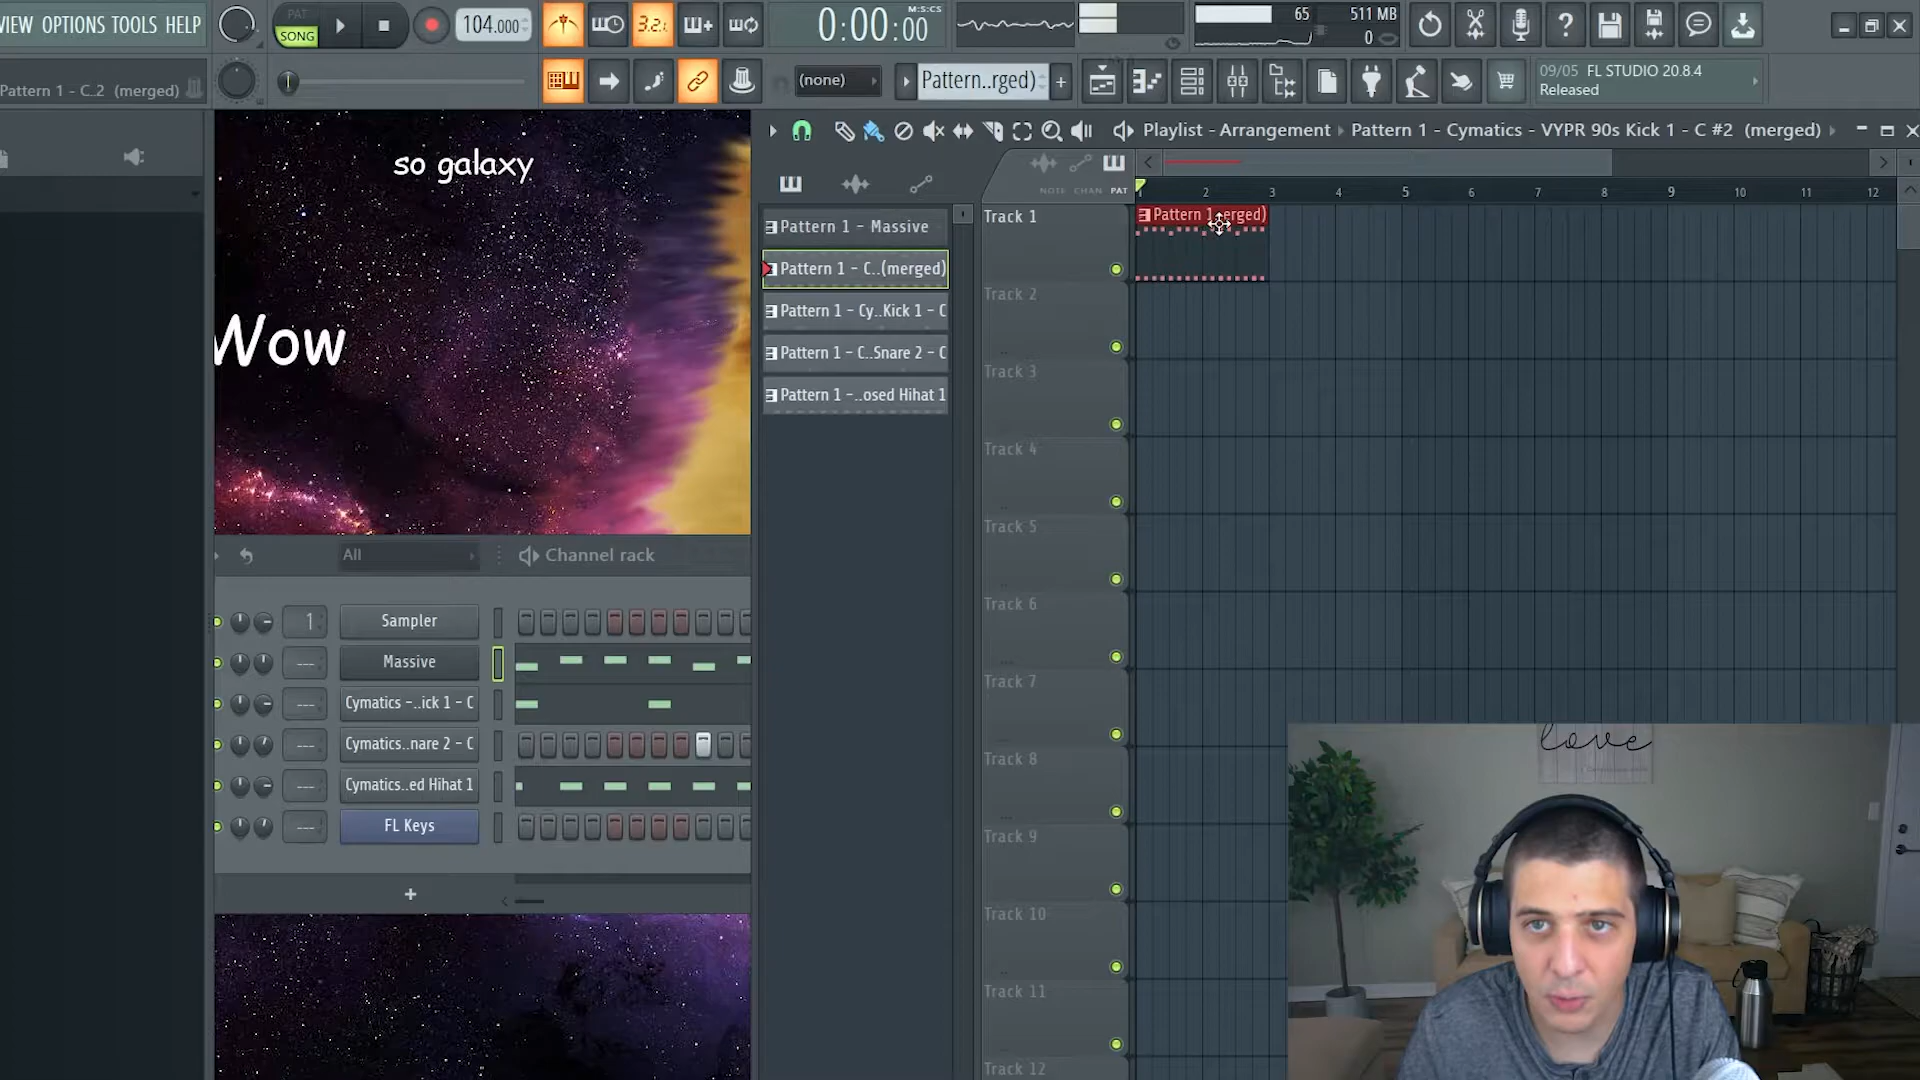 VIEW OPTIONS TOOLS HELP
PAT
SONG
104.000
3.2.
0:00:00
M:S:CS
65
511 MB
0
Pattern 1 - C..2 (merged)
(none)
Pattern..rged)
09/05 FL STUDIO 20.8.4
Released
Playlist - Arrangement
Pattern 1 - Cymatics - VYPR 90s Kick 1 - C #2 (merged)
NOTE CHAN PAT
1 2 3 4 5 6 7 8 9 10 11 12
so galaxy
Wow
Pattern 1 - Massive
Pattern 1 - C..(merged)
Pattern 1 - Cy..Kick 1 - C
Pattern 1 - C..Snare 2 - C
Pattern 1 -..osed Hihat 1
Track 1
Track 2
Track 3
Track 4
Track 5
Track 6
Track 7
Track 8
Track 9
Track 10
Track 11
Track 12
All
Channel rack
1 Sampler
--- Massive
--- Cymatics -..ick 1 - C
--- Cymatics..nare 2 - C
--- Cymatics..ed Hihat 1
--- FL Keys
love